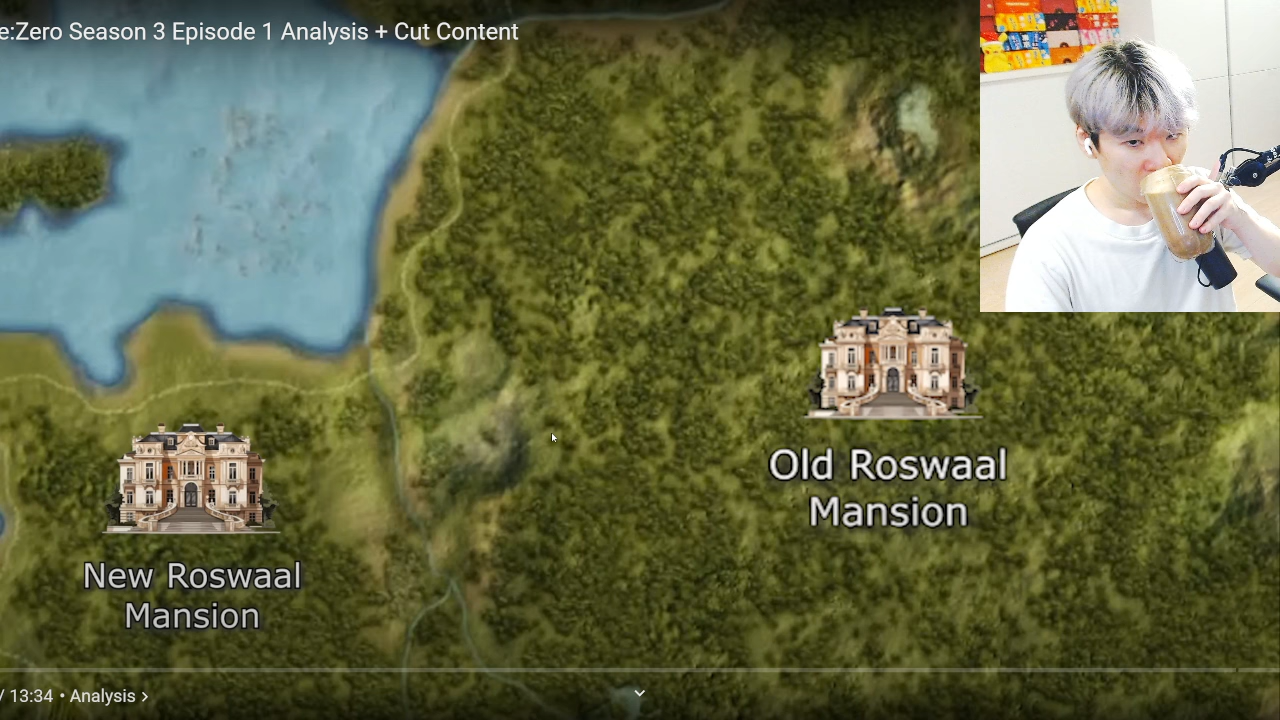 e:Zero Season 3 Episode 1 Analysis + Cut Content
Old Roswaal
Mansion
New Roswaal
Mansion
/ 13:34 • Analysis ›